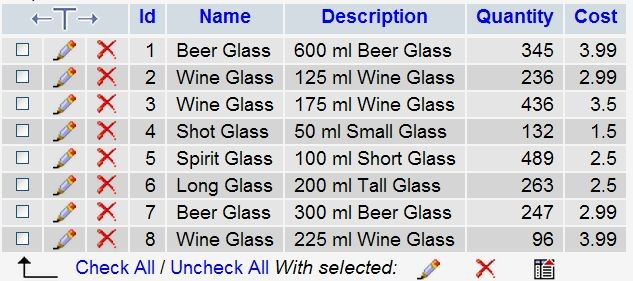 ←T→ Id Name Description Quantity Cost
1 Beer Glass 600 ml Beer Glass 345 3.99
2 Wine Glass 125 ml Wine Glass 236 2.99
3 Wine Glass 175 ml Wine Glass 436 3.5
4 Shot Glass 50 ml Small Glass 132 1.5
5 Spirit Glass 100 ml Short Glass 489 2.5
6 Long Glass 200 ml Tall Glass 263 2.5
7 Beer Glass 300 ml Beer Glass 247 2.99
8 Wine Glass 225 ml Wine Glass 96 3.99
Check All / Uncheck All With selected: